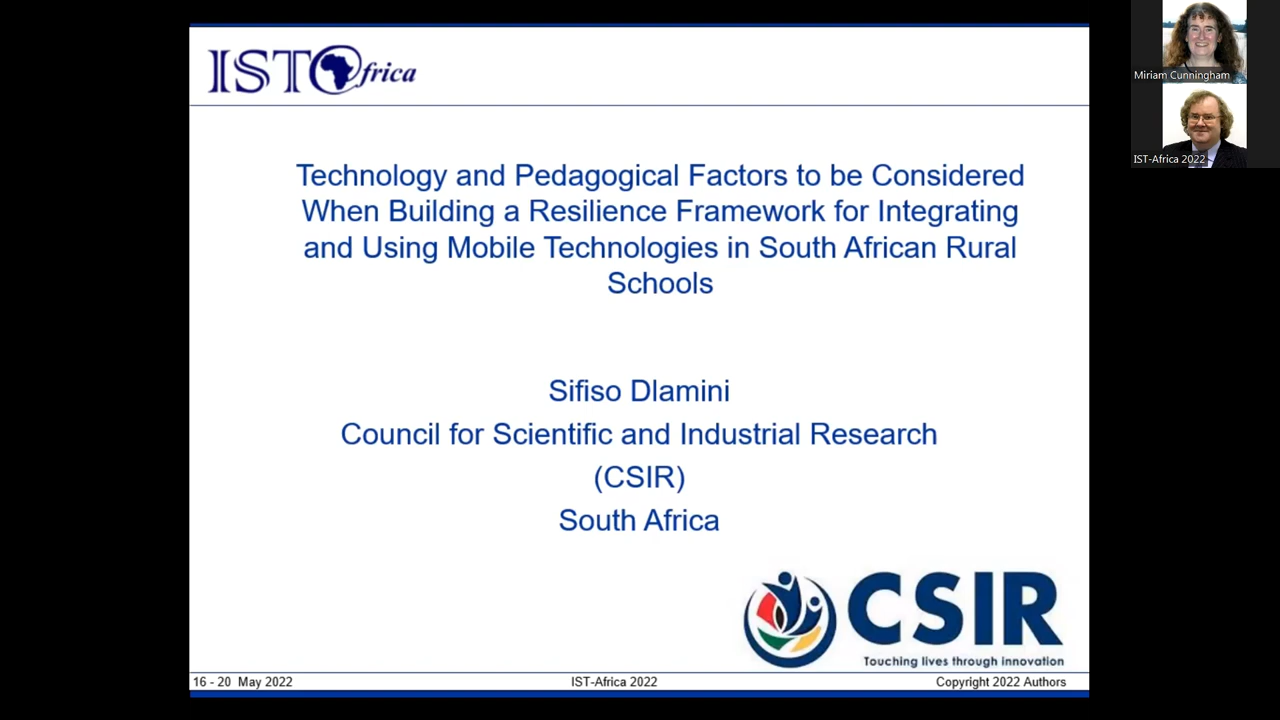 IST Africa
Technology and Pedagogical Factors to be Considered
When Building a Resilience Framework for Integrating
and Using Mobile Technologies in South African Rural
Schools
Sifiso Dlamini
Council for Scientific and Industrial Research
(CSIR)
South Africa
CSIR
Touching lives through innovation
16 - 20 May 2022
IST-Africa 2022
Copyright 2022 Authors
Miriam Cunningham
IST-Africa 2022